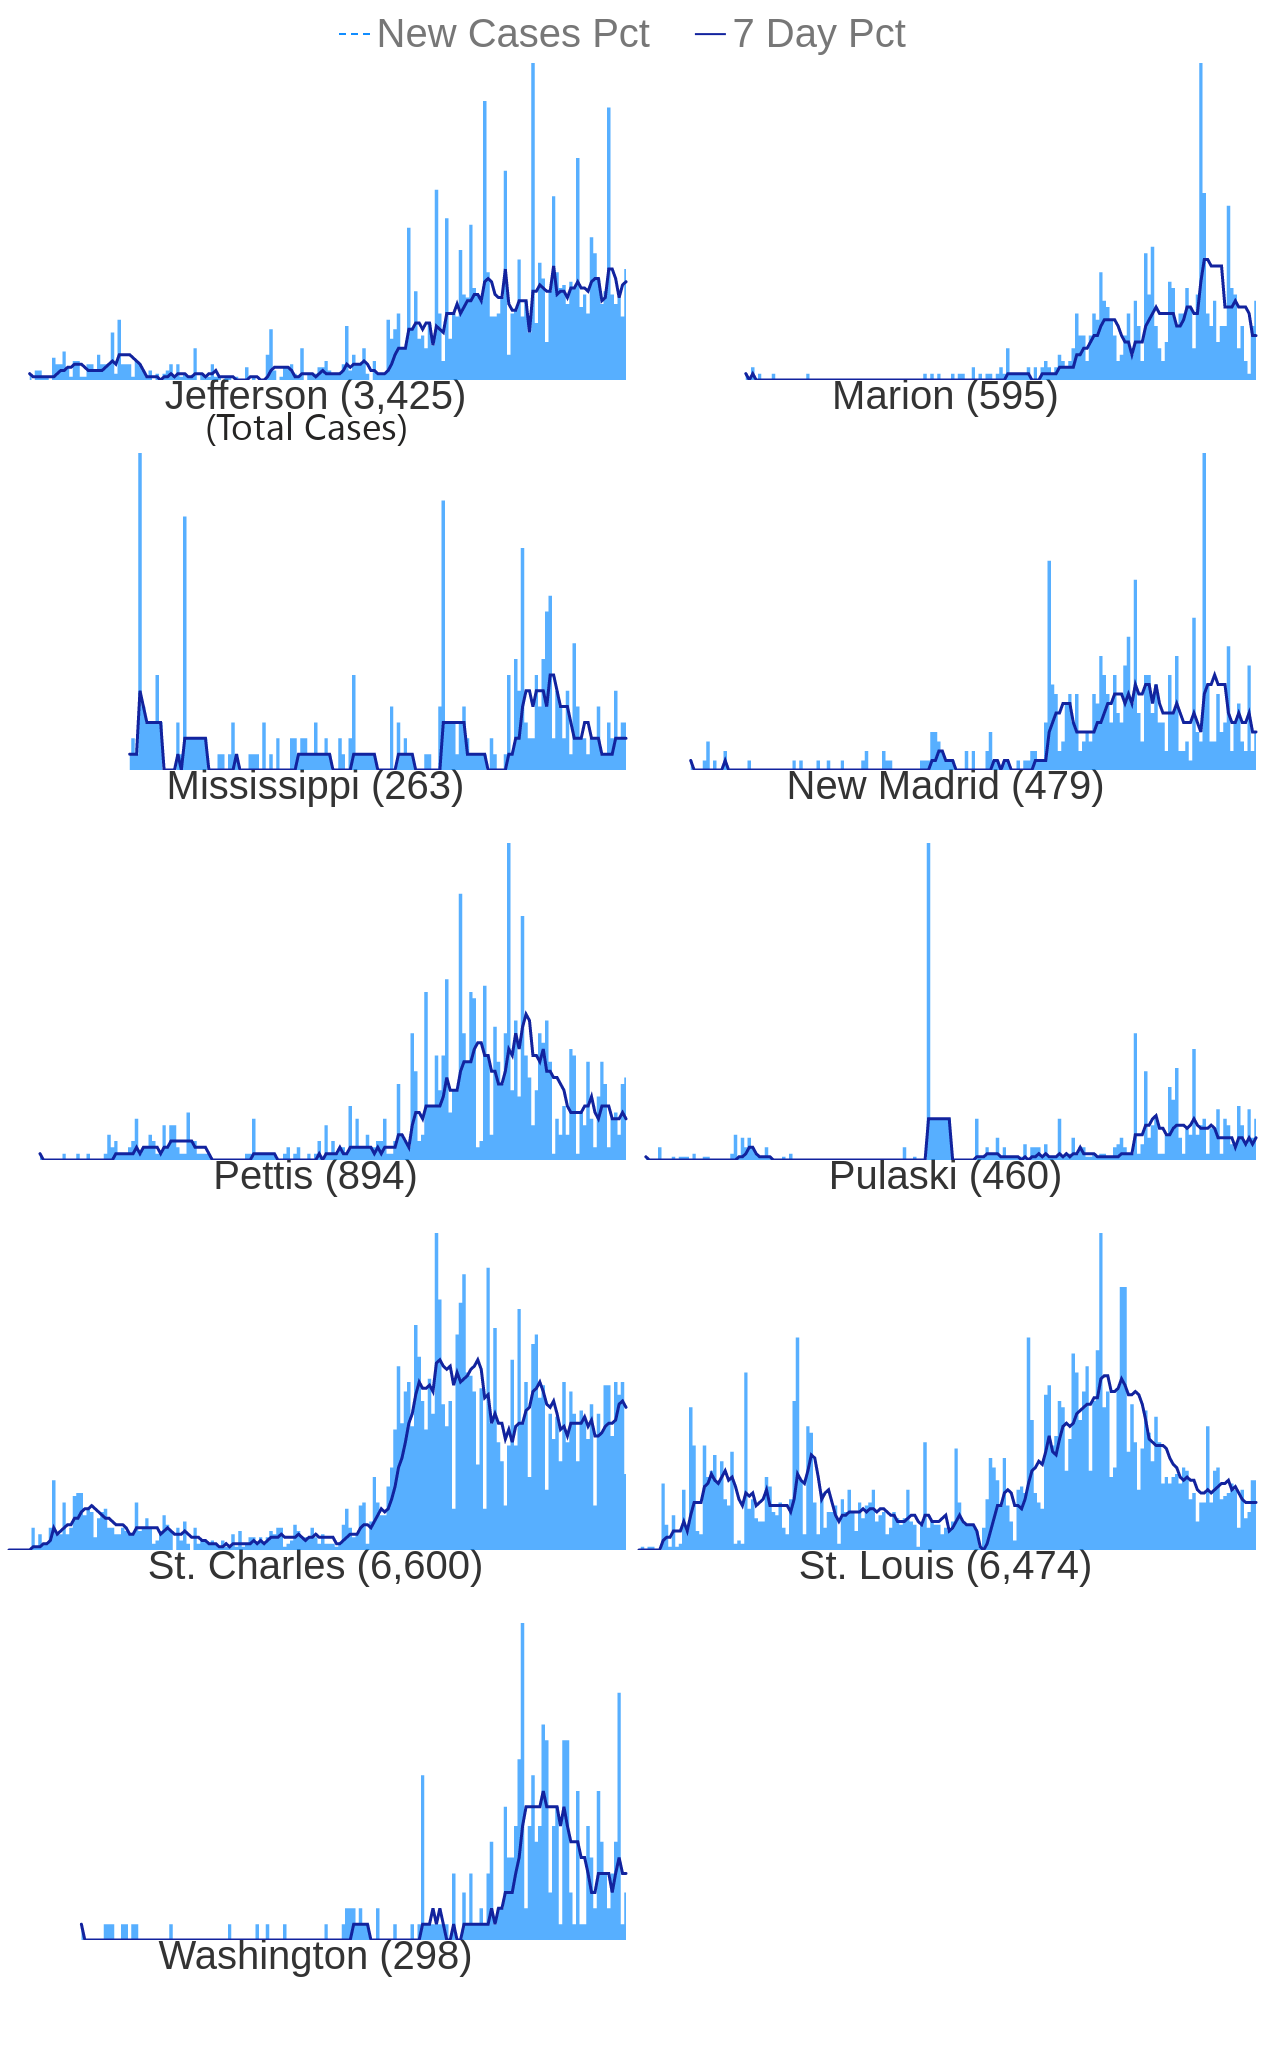 New Cases Pct 7 Day Pct
Jefferson (3,425) Marion (595)
(Total Cases)
Mississippi (263) New Madrid (479)
Pettis (894) Pulaski (460)
St. Charles (6,600) St. Louis (6,474)
Washington (298)